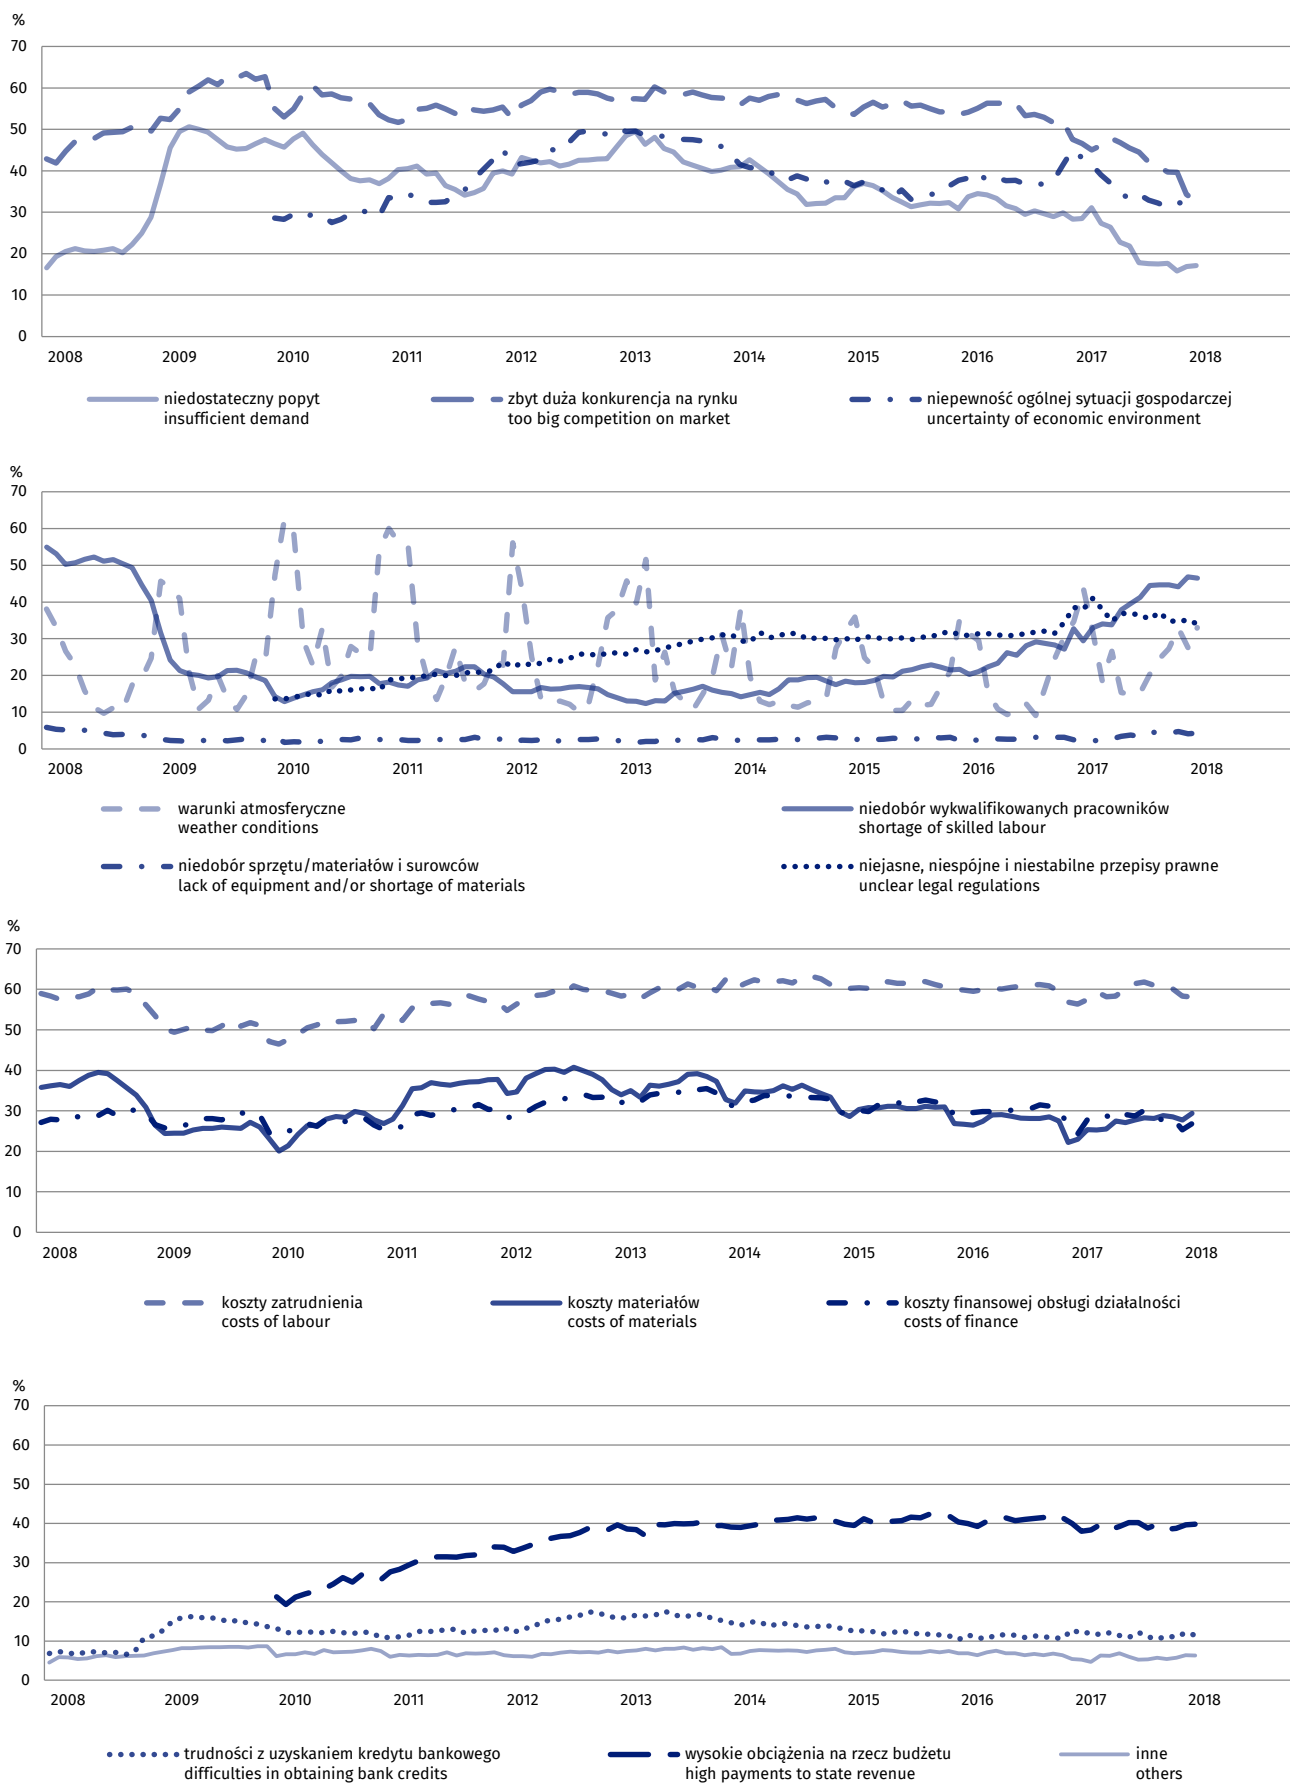 %
70
60
50
40
30
20
10
0
2008 2009 2010 2011 2012 2013 2014 2015 2016 2017 2018
niedostateczny popyt
insufficient demand
zbyt duża konkurencja na rynku
too big competition on market
niepewność ogólnej sytuacji gospodarczej
uncertainty of economic environment
%
70
60
50
40
30
20
10
0
2008 2009 2010 2011 2012 2013 2014 2015 2016 2017 2018
warunki atmosferyczne
weather conditions
niedobór wykwalifikowanych pracowników
shortage of skilled labour
niedobór sprzętu/materiałów i surowców
lack of equipment and/or shortage of materials
niejasne, niespójne i niestabilne przepisy prawne
unclear legal regulations
%
70
60
50
40
30
20
10
0
2008 2009 2010 2011 2012 2013 2014 2015 2016 2017 2018
koszty zatrudnienia
costs of labour
koszty materiałów
costs of materials
koszty finansowej obsługi działalności
costs of finance
%
70
60
50
40
30
20
10
0
2008 2009 2010 2011 2012 2013 2014 2015 2016 2017 2018
trudności z uzyskaniem kredytu bankowego
difficulties in obtaining bank credits
wysokie obciążenia na rzecz budżetu
high payments to state revenue
inne
others